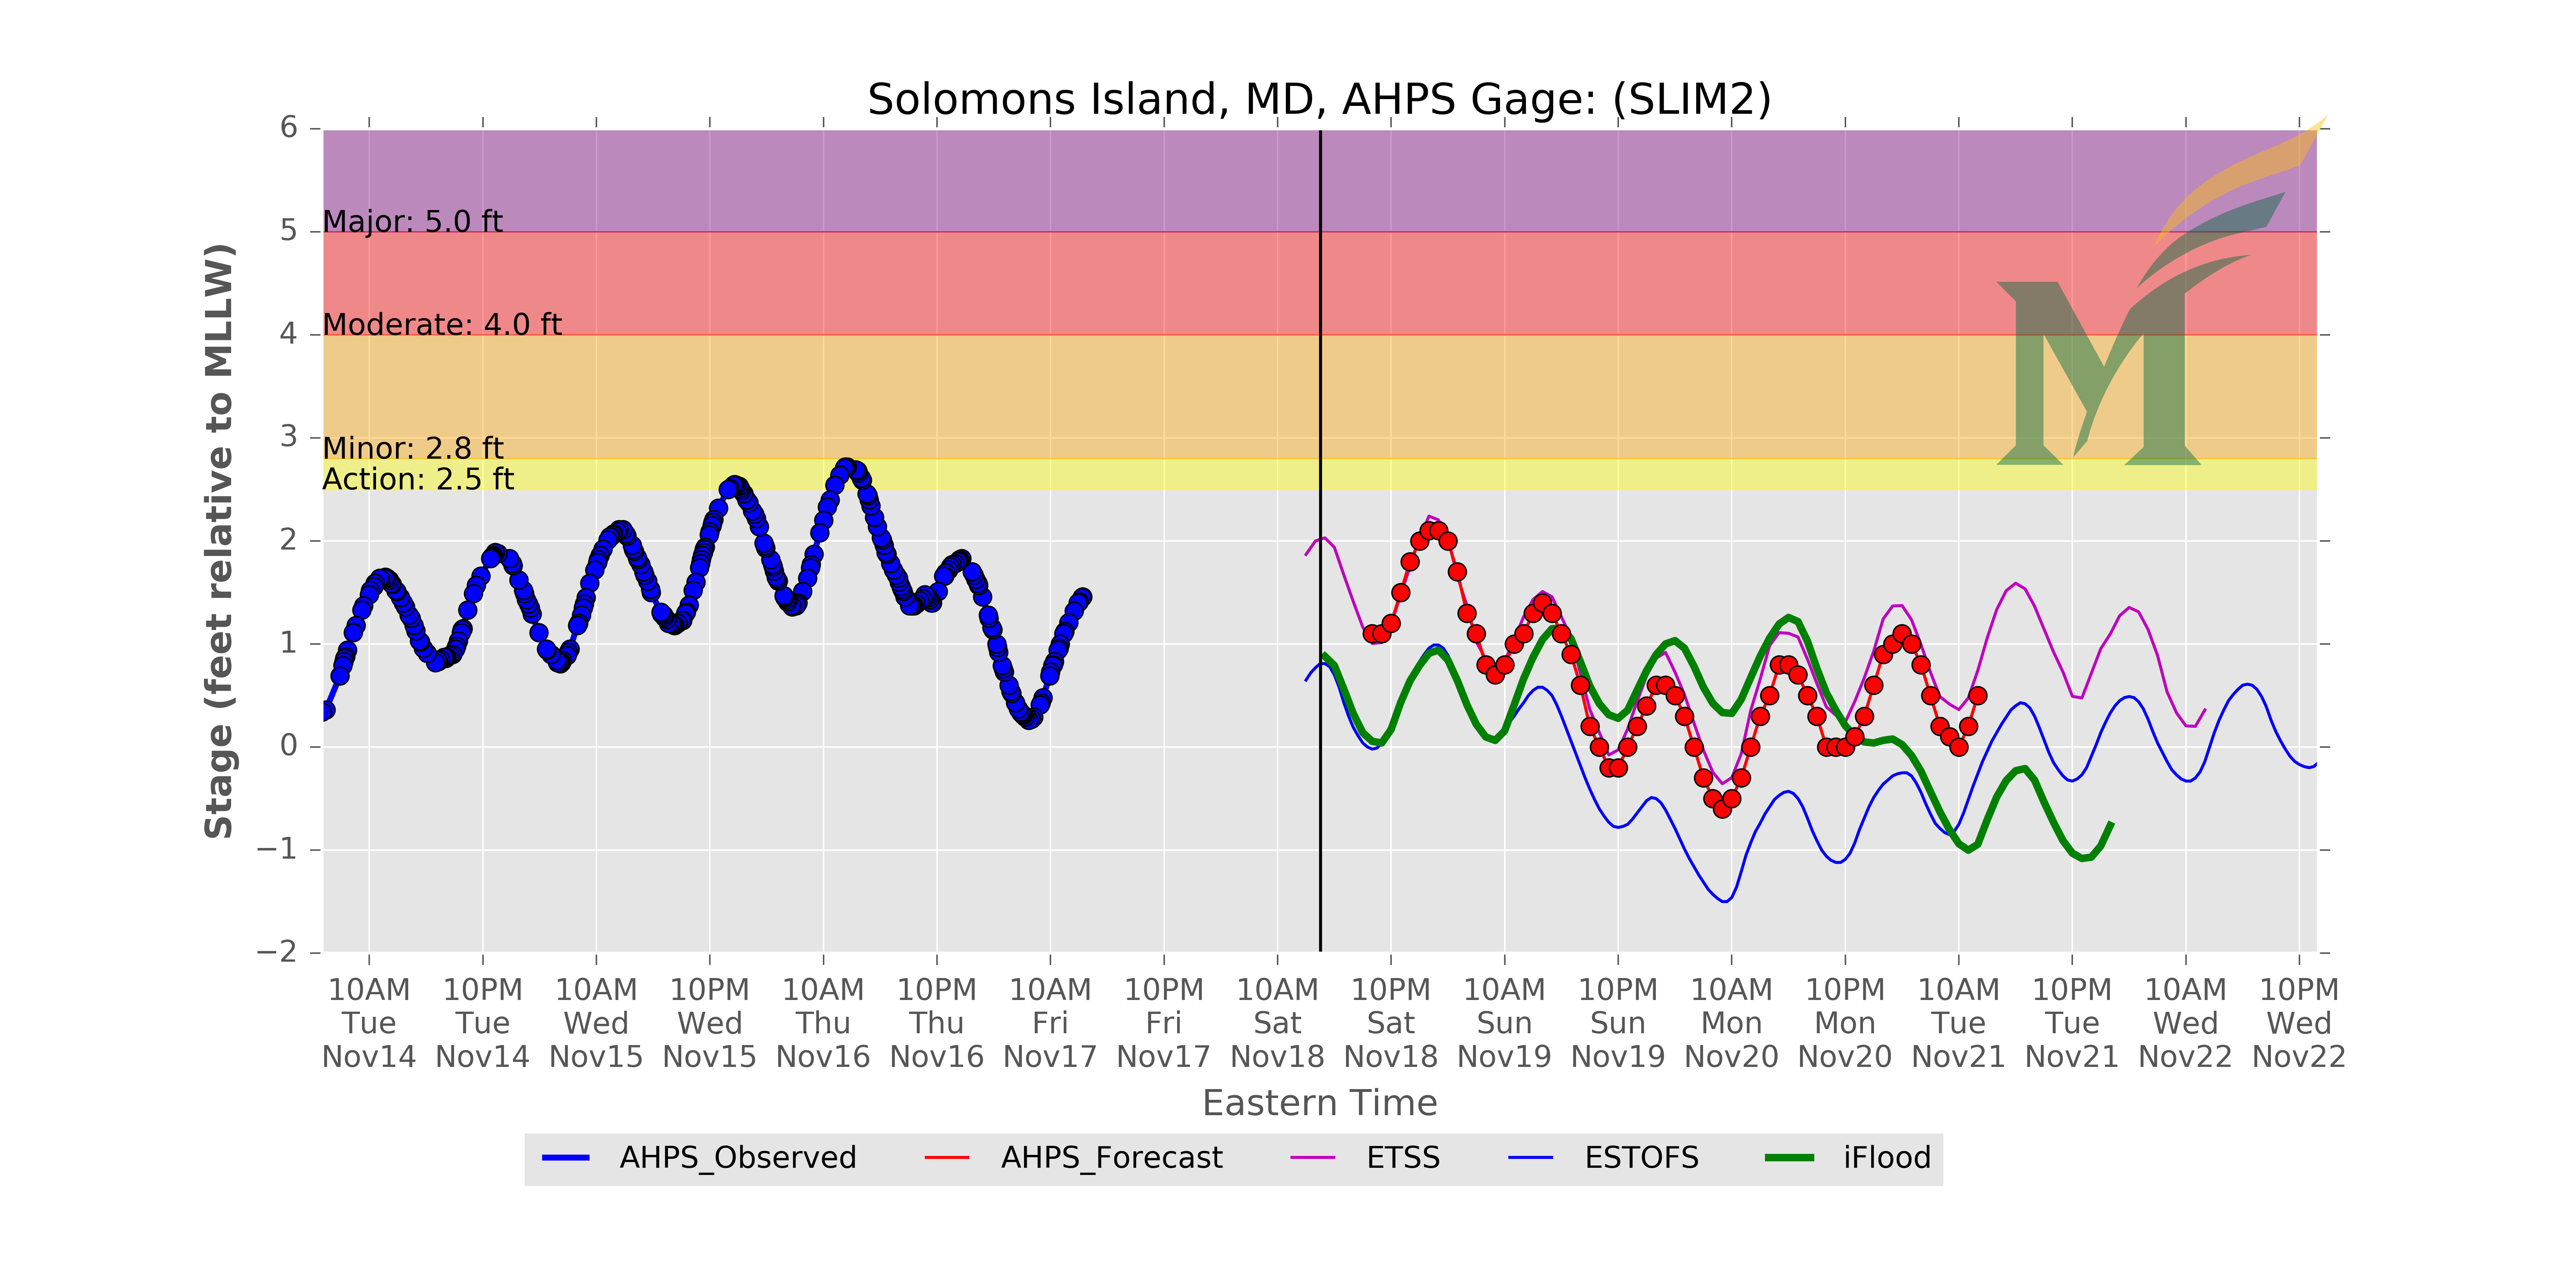 Solomons Island, MD, AHPS Gage: (SLIM2)
6
5
4
3
2
1
0
−1
−2
Stage (feet relative to MLLW)
Major: 5.0 ft
Moderate: 4.0 ft
Minor: 2.8 ft
Action: 2.5 ft
M
10AM 10PM 10AM 10PM 10AM 10PM 10AM 10PM 10AM 10PM 10AM 10PM 10AM 10PM 10AM 10PM 10AM 10PM
Tue Tue Wed Wed Thu Thu Fri Fri Sat Sat Sun Sun Mon Mon Tue Tue Wed Wed
Nov14 Nov14 Nov15 Nov15 Nov16 Nov16 Nov17 Nov17 Nov18 Nov18 Nov19 Nov19 Nov20 Nov20 Nov21 Nov21 Nov22 Nov22
Eastern Time
AHPS_Observed AHPS_Forecast ETSS ESTOFS iFlood